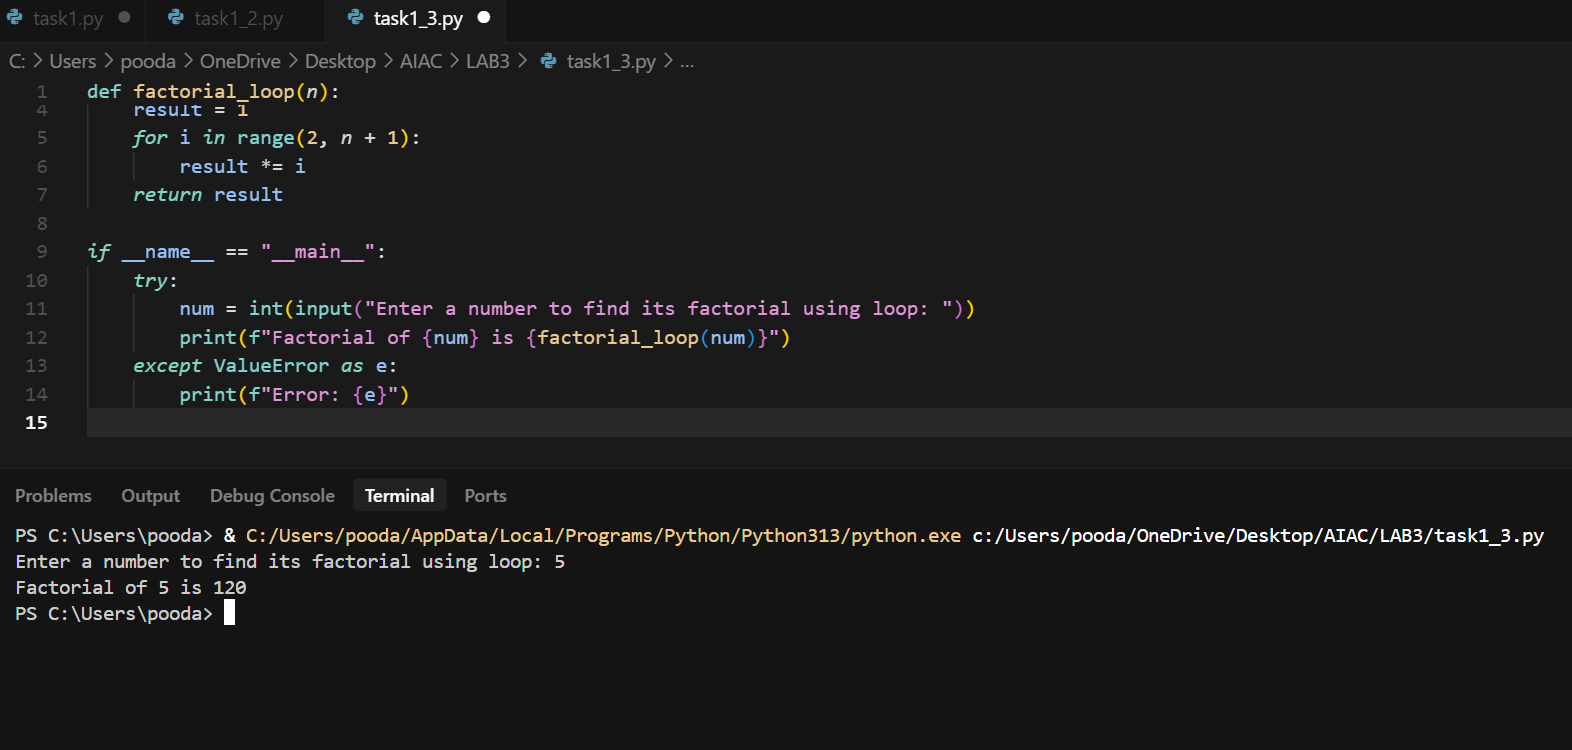 task1.py task1_2.py task1_3.py
C: > Users > pooda > OneDrive > Desktop > AIAC > LAB3 > task1_3.py > ...
1 def factorial_loop(n):
4     result = 1
5     for i in range(2, n + 1):
6         result *= i
7     return result
8
9 if __name__ == "__main__":
10     try:
11         num = int(input("Enter a number to find its factorial using loop: "))
12         print(f"Factorial of {num} is {factorial_loop(num)}")
13     except ValueError as e:
14         print(f"Error: {e}")
15
Problems Output Debug Console Terminal Ports
PS C:\Users\pooda> & C:/Users/pooda/AppData/Local/Programs/Python/Python313/python.exe c:/Users/pooda/OneDrive/Desktop/AIAC/LAB3/task1_3.py
Enter a number to find its factorial using loop: 5
Factorial of 5 is 120
PS C:\Users\pooda>